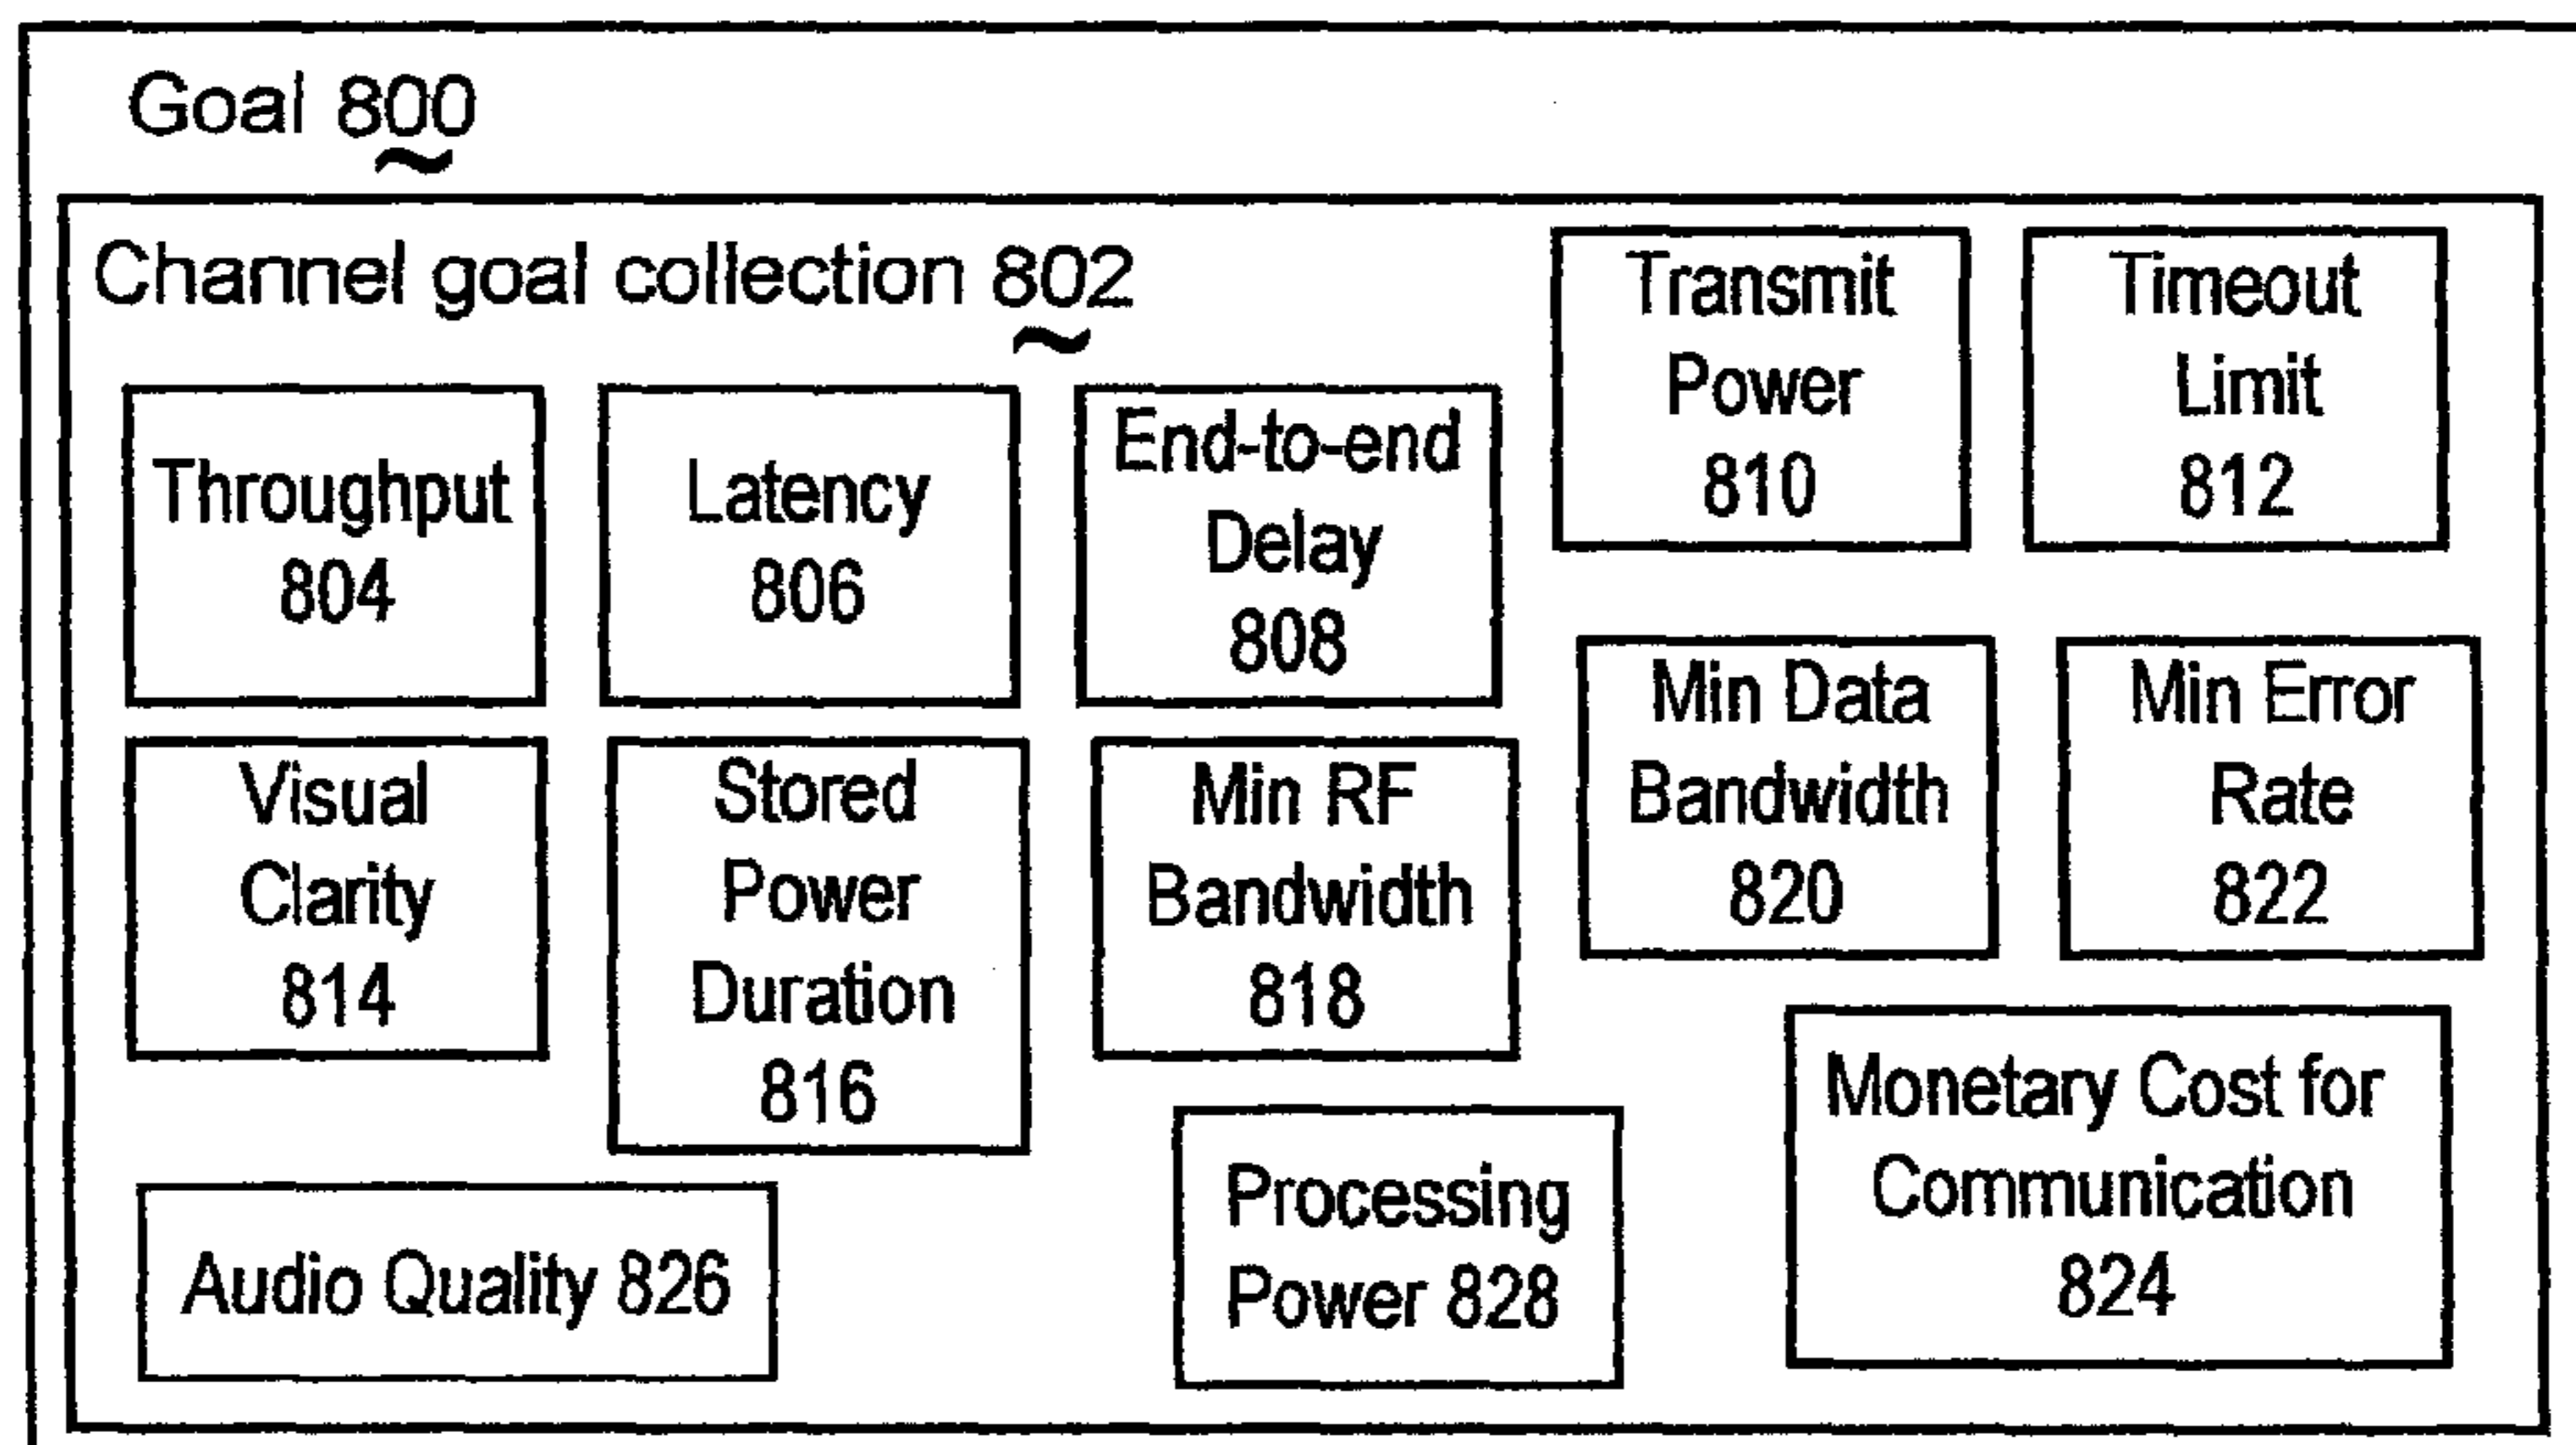 Goal 800
Channel goal collection 802
Transmit
Power
810
Timeout
Limit
812
Throughput
804
Latency
806
End-to-end
Delay
808
Min Data
Bandwidth
820
Min Error
Rate
822
Visual
Clarity
814
Stored
Power
Duration
816
Min RF
Bandwidth
818
Monetary Cost for
Communication
824
Audio Quality 826
Processing
Power 828